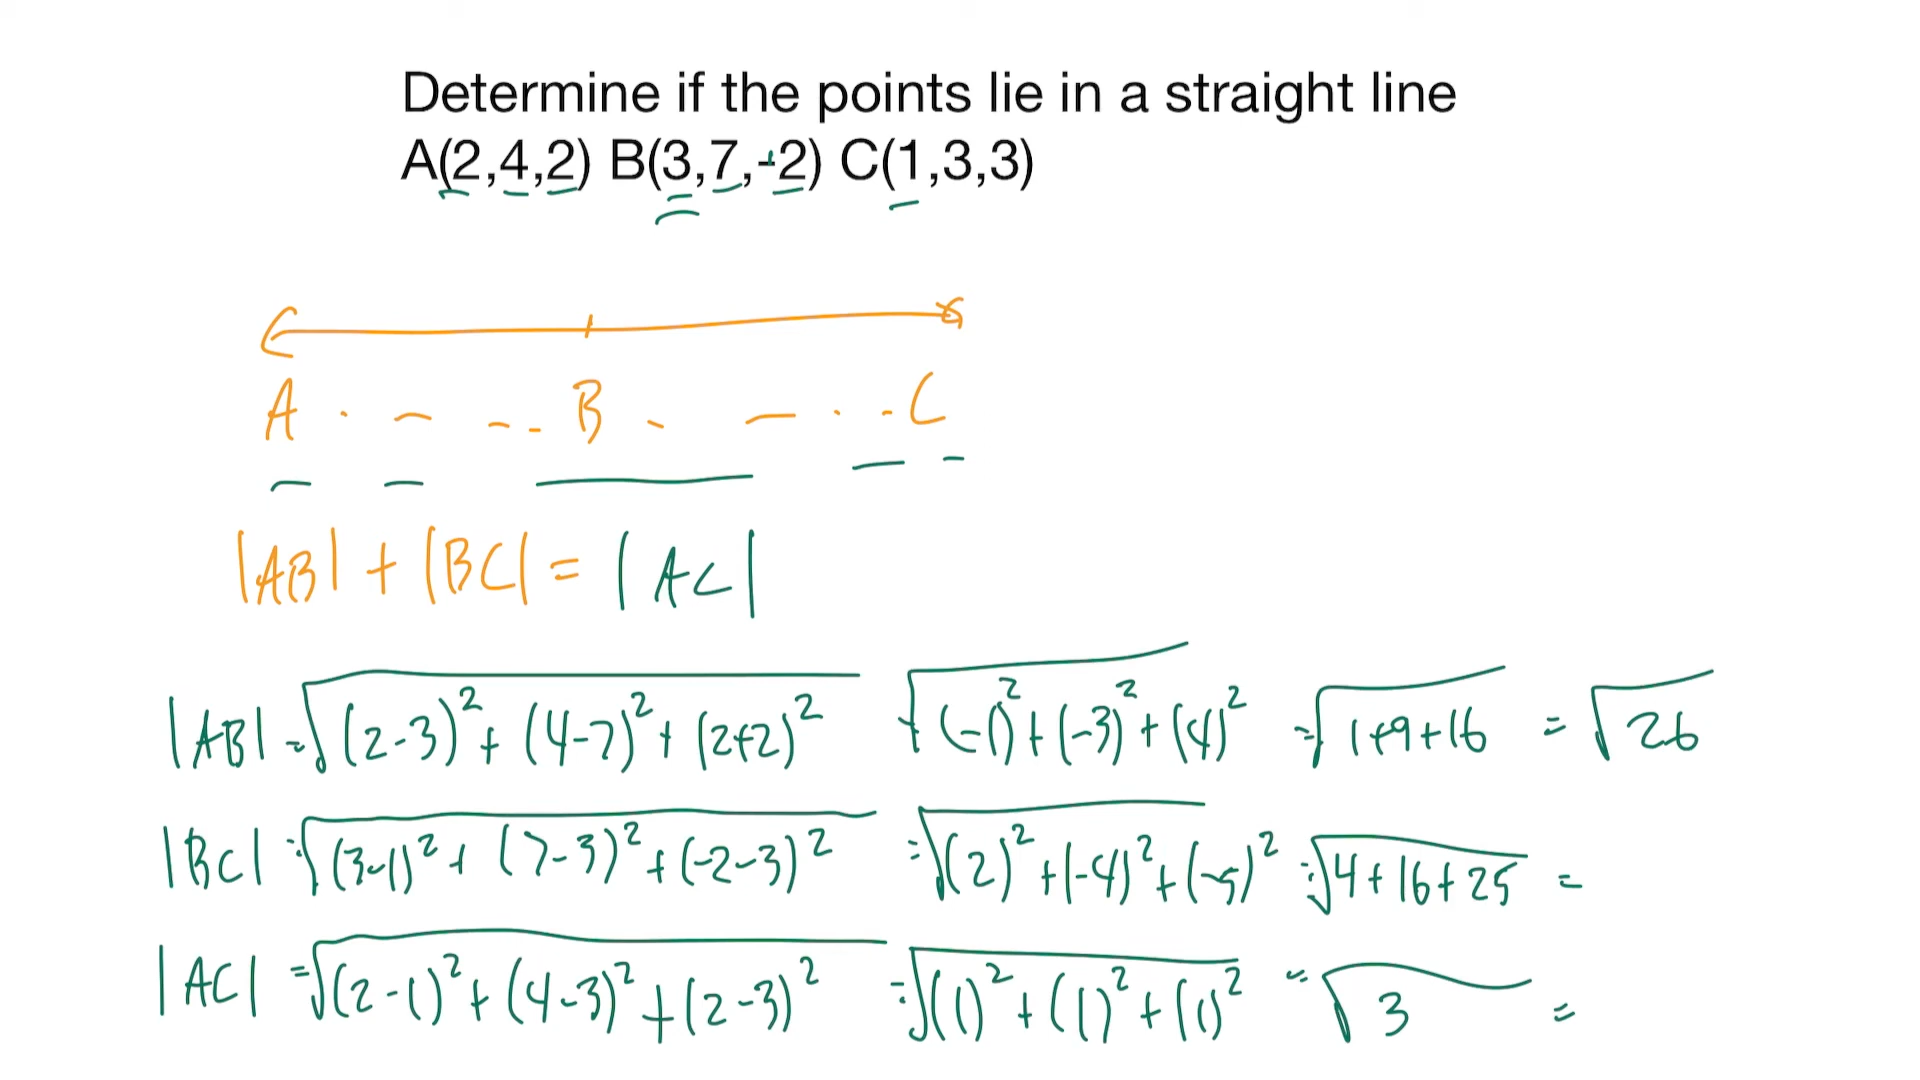 Determine if the points lie in a straight line
A(2,4,2) B(3,7,-2) C(1,3,3)
A B C
|AB| + |BC| = |AC|
|AB| = √(2-3)² + (4-7)² + (2+2)² √(-1)² + (-3)² + (4)² = √1+9+16 = √26
|BC| = √(3-1)² + (7-3)² + (-2-3)² = √(2)² + (-4)² + (-5)² = √4+16+25 =
|AC| = √(2-1)² + (4-3)² + (2-3)² = √(1)² + (1)² + (1)² = √3 =